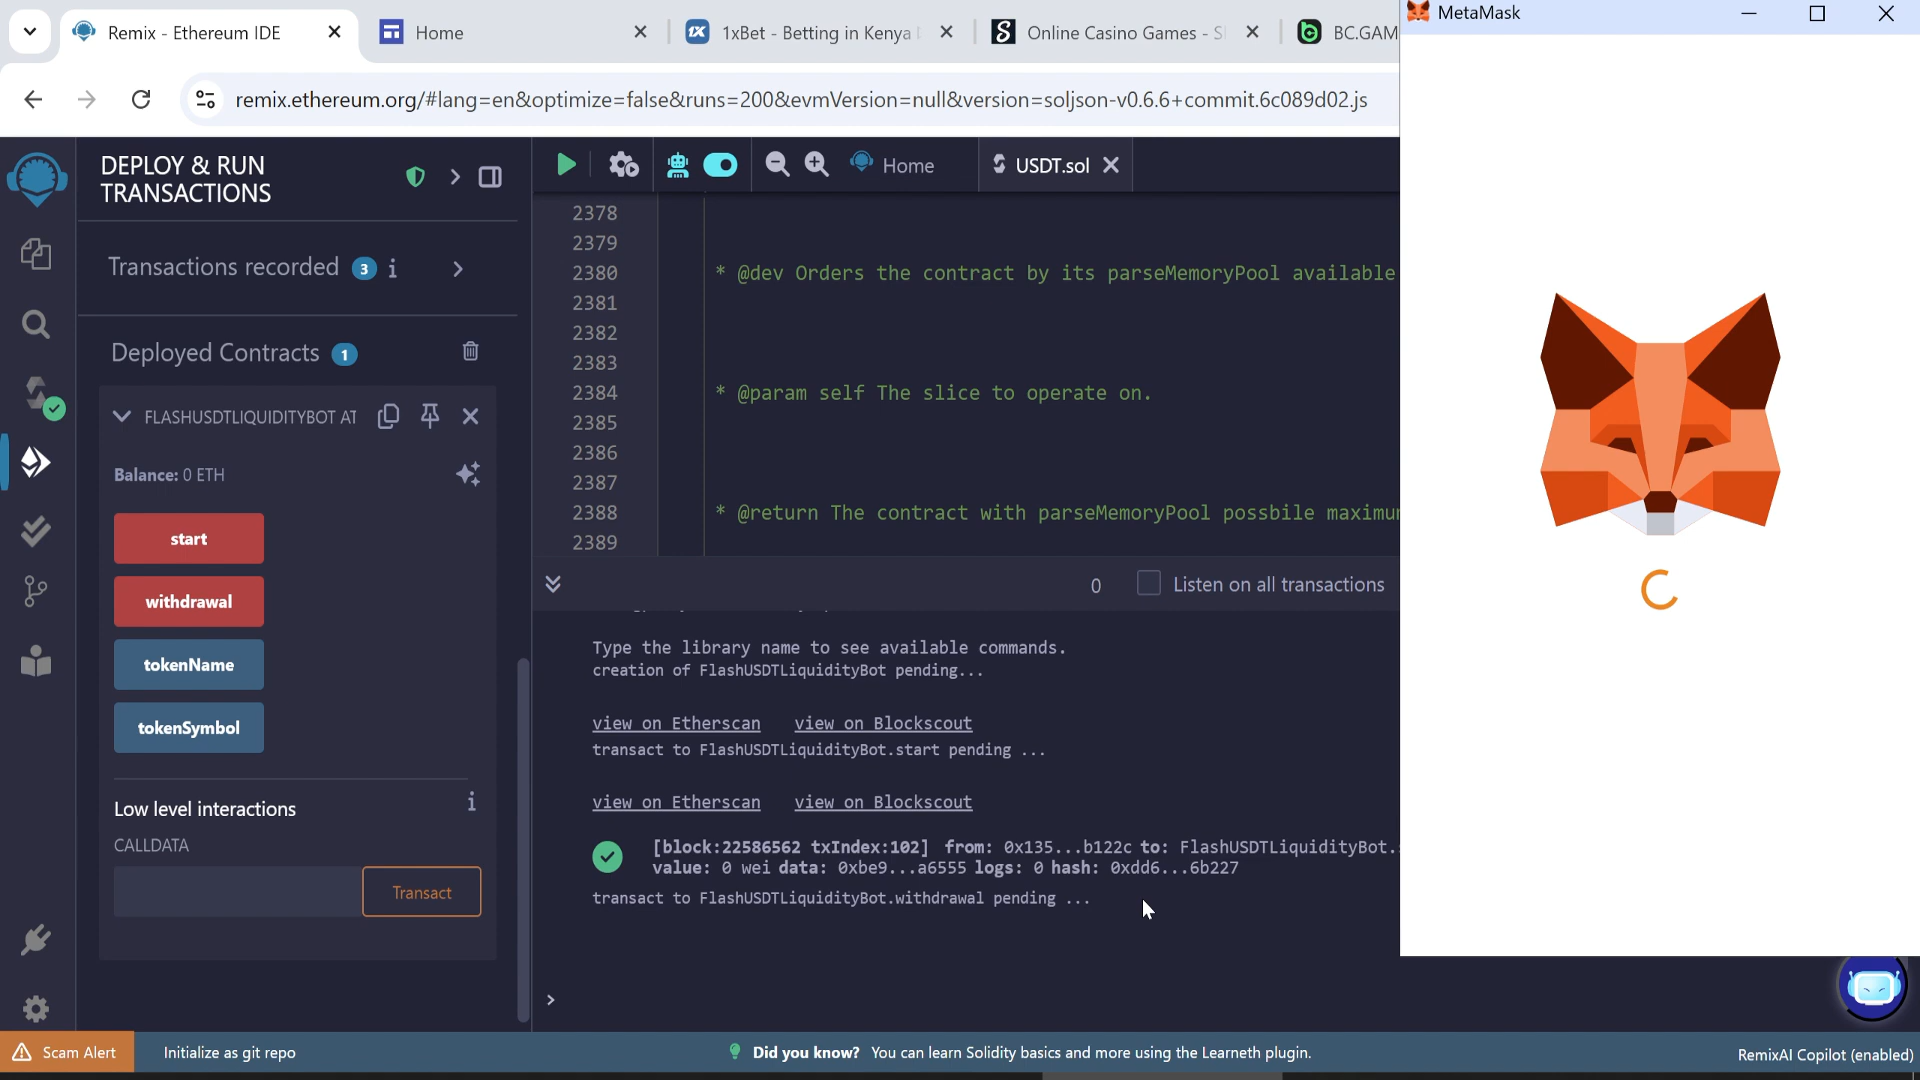 Remix - Ethereum IDE
Home
1xBet - Betting in Kenya
Online Casino Games - S
BC.GAM
MetaMask
remix.ethereum.org/#lang=en&optimize=false&runs=200&evmVersion=null&version=soljson-v0.6.6+commit.6c089d02.js
DEPLOY & RUN
TRANSACTIONS
Home
USDT.sol
Transactions recorded 3 i
Deployed Contracts 1
FLASHUSDTLIQUIDITYBOT AT
Balance: 0 ETH
start
withdrawal
tokenName
tokenSymbol
Low level interactions
i
CALLDATA
Transact
2378
2379
2380 * @dev Orders the contract by its parseMemoryPool available
2381
2382
2383
2384 * @param self The slice to operate on.
2385
2386
2387
2388 * @return The contract with parseMemoryPool possbile maximu
2389
0
Listen on all transactions
Type the library name to see available commands.
creation of FlashUSDTLiquidityBot pending...
view on Etherscan view on Blockscout
transact to FlashUSDTLiquidityBot.start pending ...
view on Etherscan view on Blockscout
[block:22586562 txIndex:102] from: 0x135...b122c to: FlashUSDTLiquidityBot.
value: 0 wei data: 0xbe9...a6555 logs: 0 hash: 0xdd6...6b227
transact to FlashUSDTLiquidityBot.withdrawal pending ...
>
Scam Alert
Initialize as git repo
Did you know? You can learn Solidity basics and more using the Learneth plugin.
RemixAI Copilot (enabled)